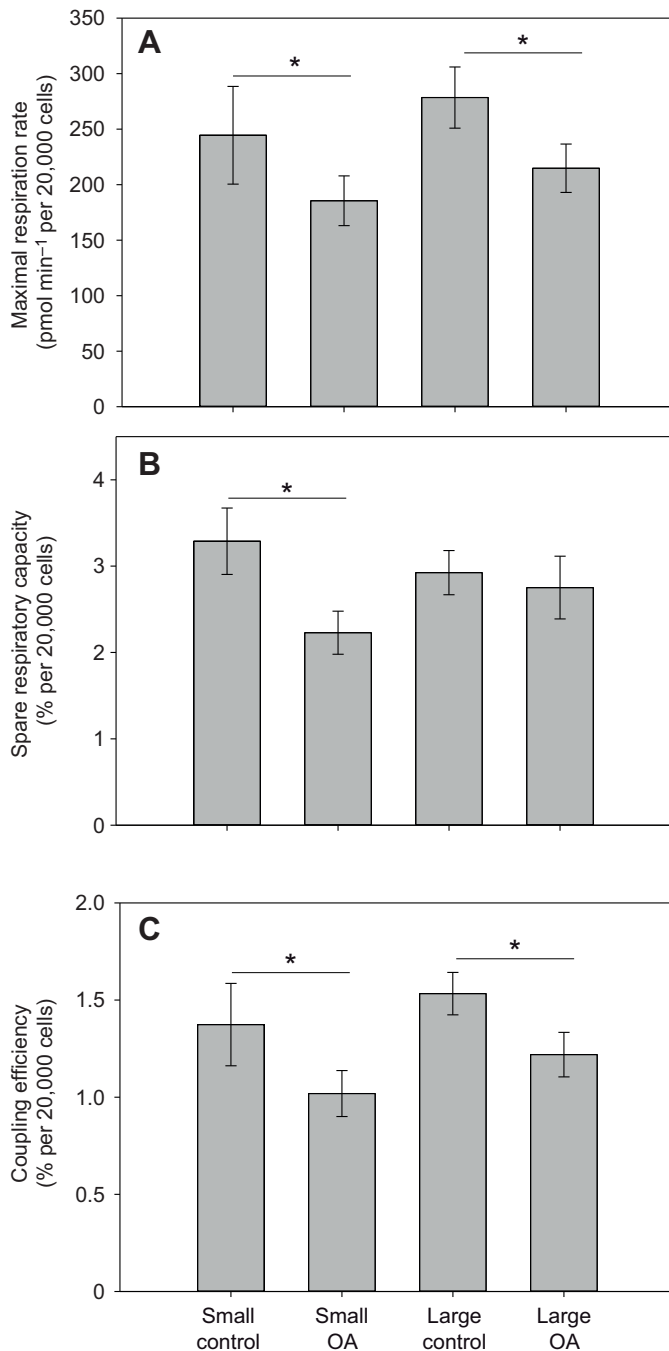 A
Maximal respiration rate
(pmol min⁻¹ per 20,000 cells)
350
300
250
200
150
100
50
0
*
*
B
Spare respiratory capacity
(% per 20,000 cells)
4
3
2
1
0
*
C
Coupling efficiency
(% per 20,000 cells)
2.0
1.5
1.0
0.5
0
*
*
Small
control
Small
OA
Large
control
Large
OA